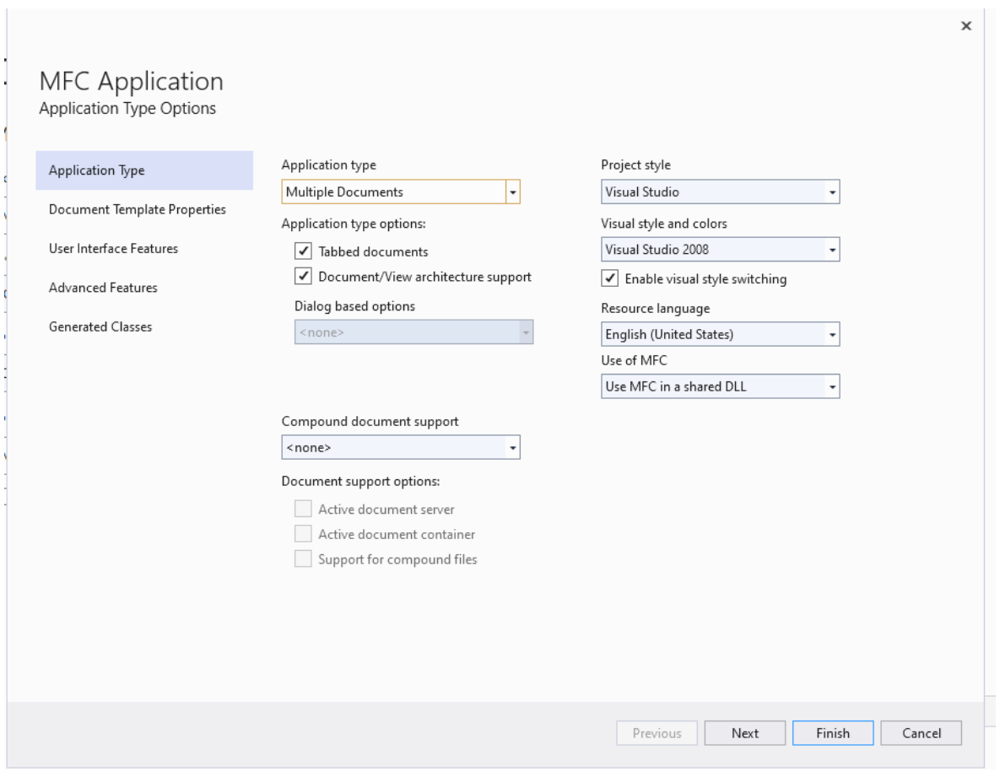 MFC Application
Application Type Options
Application Type
Document Template Properties
User Interface Features
Advanced Features
Generated Classes
Application type
Multiple Documents
Application type options:
Tabbed documents
Document/View architecture support
Dialog based options
<none>
Compound document support
<none>
Document support options:
Active document server
Active document container
Support for compound files
Project style
Visual Studio
Visual style and colors
Visual Studio 2008
Enable visual style switching
Resource language
English (United States)
Use of MFC
Use MFC in a shared DLL
Previous
Next
Finish
Cancel